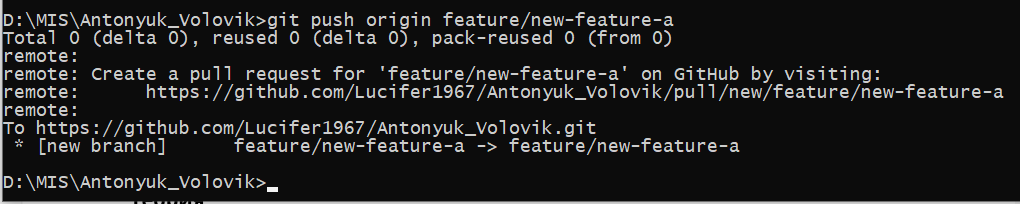 D:\MIS\Antonyuk_Volovik>git push origin feature/new-feature-a
Total 0 (delta 0), reused 0 (delta 0), pack-reused 0 (from 0)
remote:
remote: Create a pull request for 'feature/new-feature-a' on GitHub by visiting:
remote:      https://github.com/Lucifer1967/Antonyuk_Volovik/pull/new/feature/new-feature-a
remote:
To https://github.com/Lucifer1967/Antonyuk_Volovik.git
 * [new branch]      feature/new-feature-a -> feature/new-feature-a
D:\MIS\Antonyuk_Volovik>